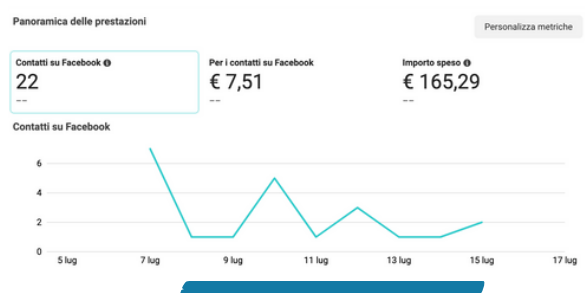 Panoramica delle prestazioni
Personalizza metriche
Contatti su Facebook
Per i contatti su Facebook
Importo speso
22
€ 7,51
€ 165,29
--
--
--
Contatti su Facebook
6
4
2
0
5 lug
7 lug
9 lug
11 lug
13 lug
15 lug
17 lug